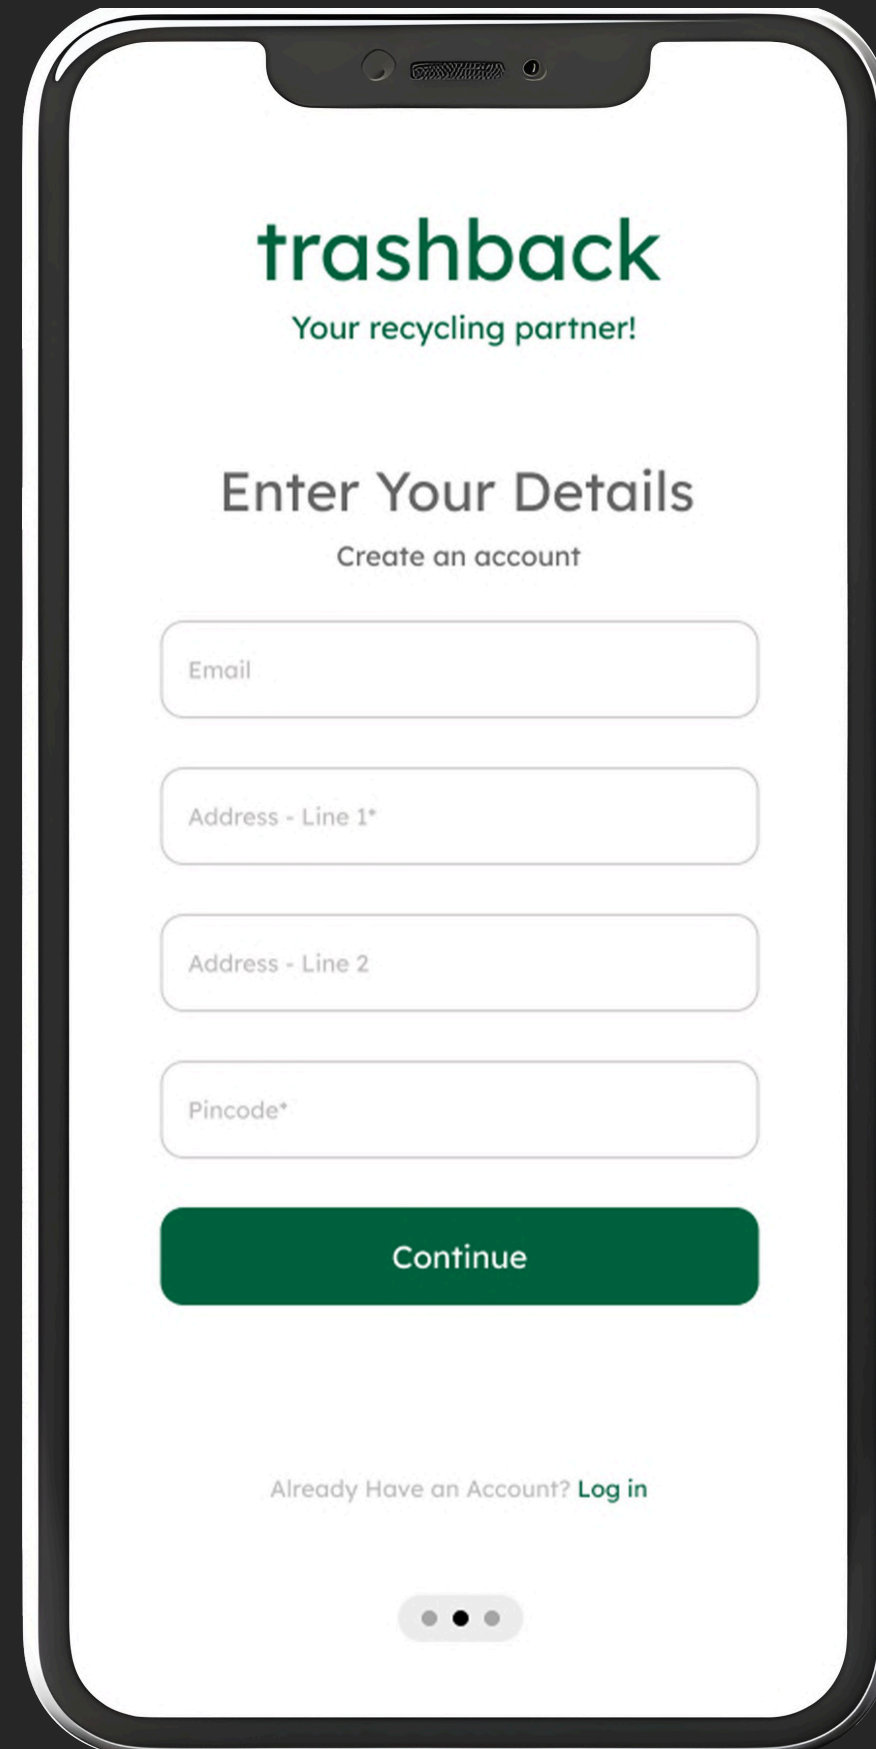 trashback
Your recycling partner!
Enter Your Details
Create an account
Email
Address - Line 1*
Address - Line 2
Pincode*
Continue
Already Have an Account? Log in